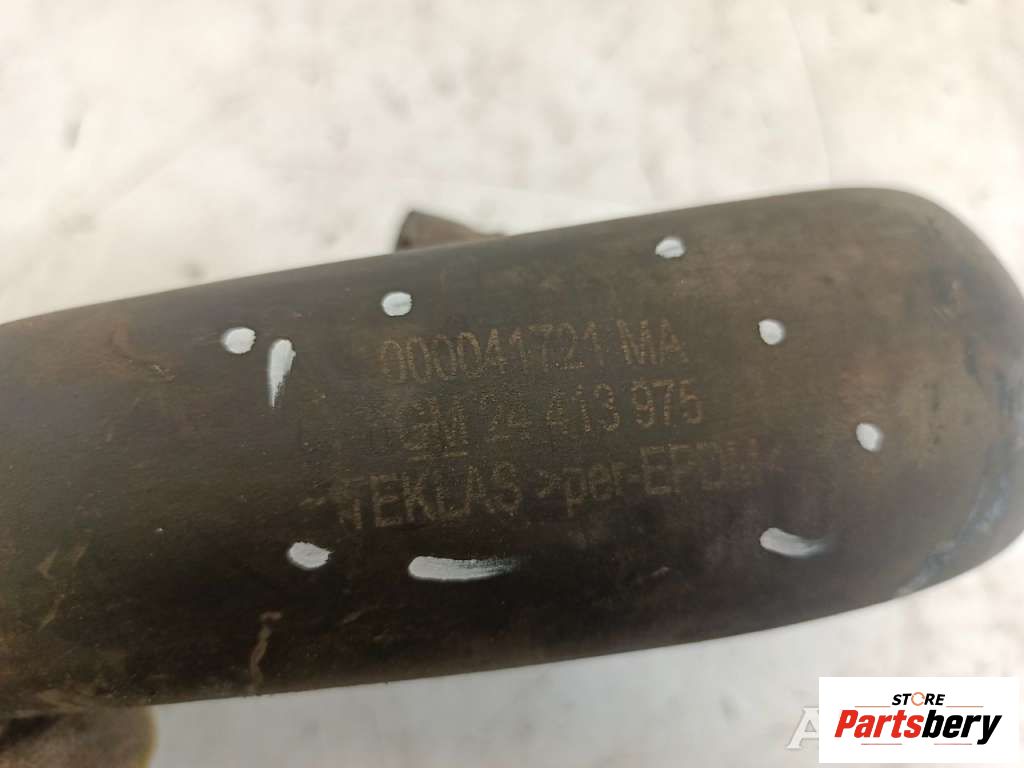 000041721 MA
GM 24 413 975
TEKLAS >per-EPDM<
STORE
Partsbery